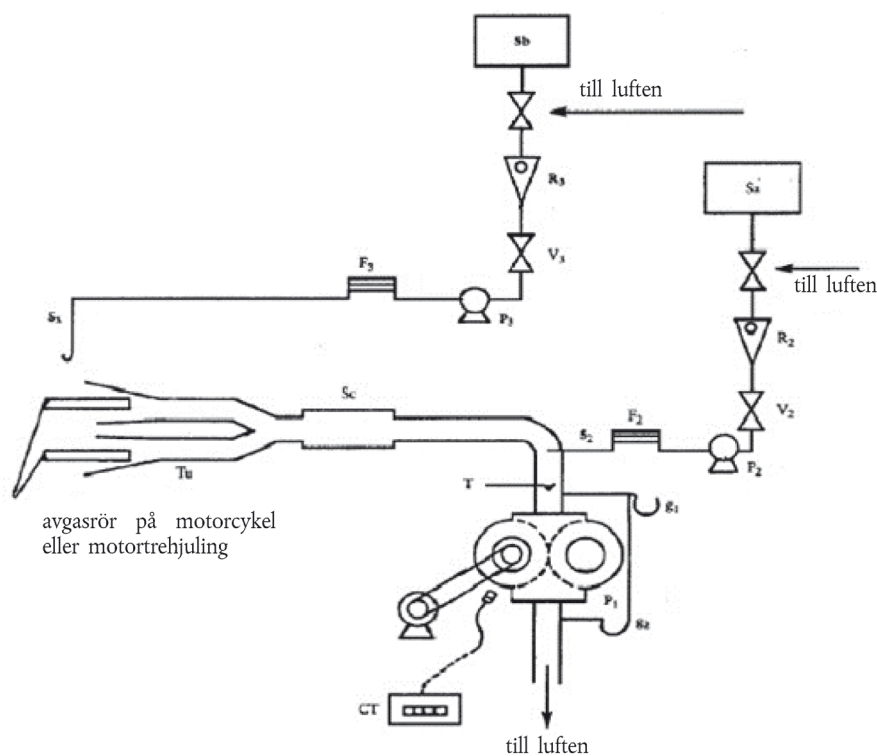 Sb
till luften
R₃
Sa
V₃
F₃
till luften
S₃
P₃
R₂
Sc
V₂
F₂
S₂
P₂
Tu
T
g₁
avgasrör på motorcykel
eller motortrehjuling
P₁
g₂
CT
till luften